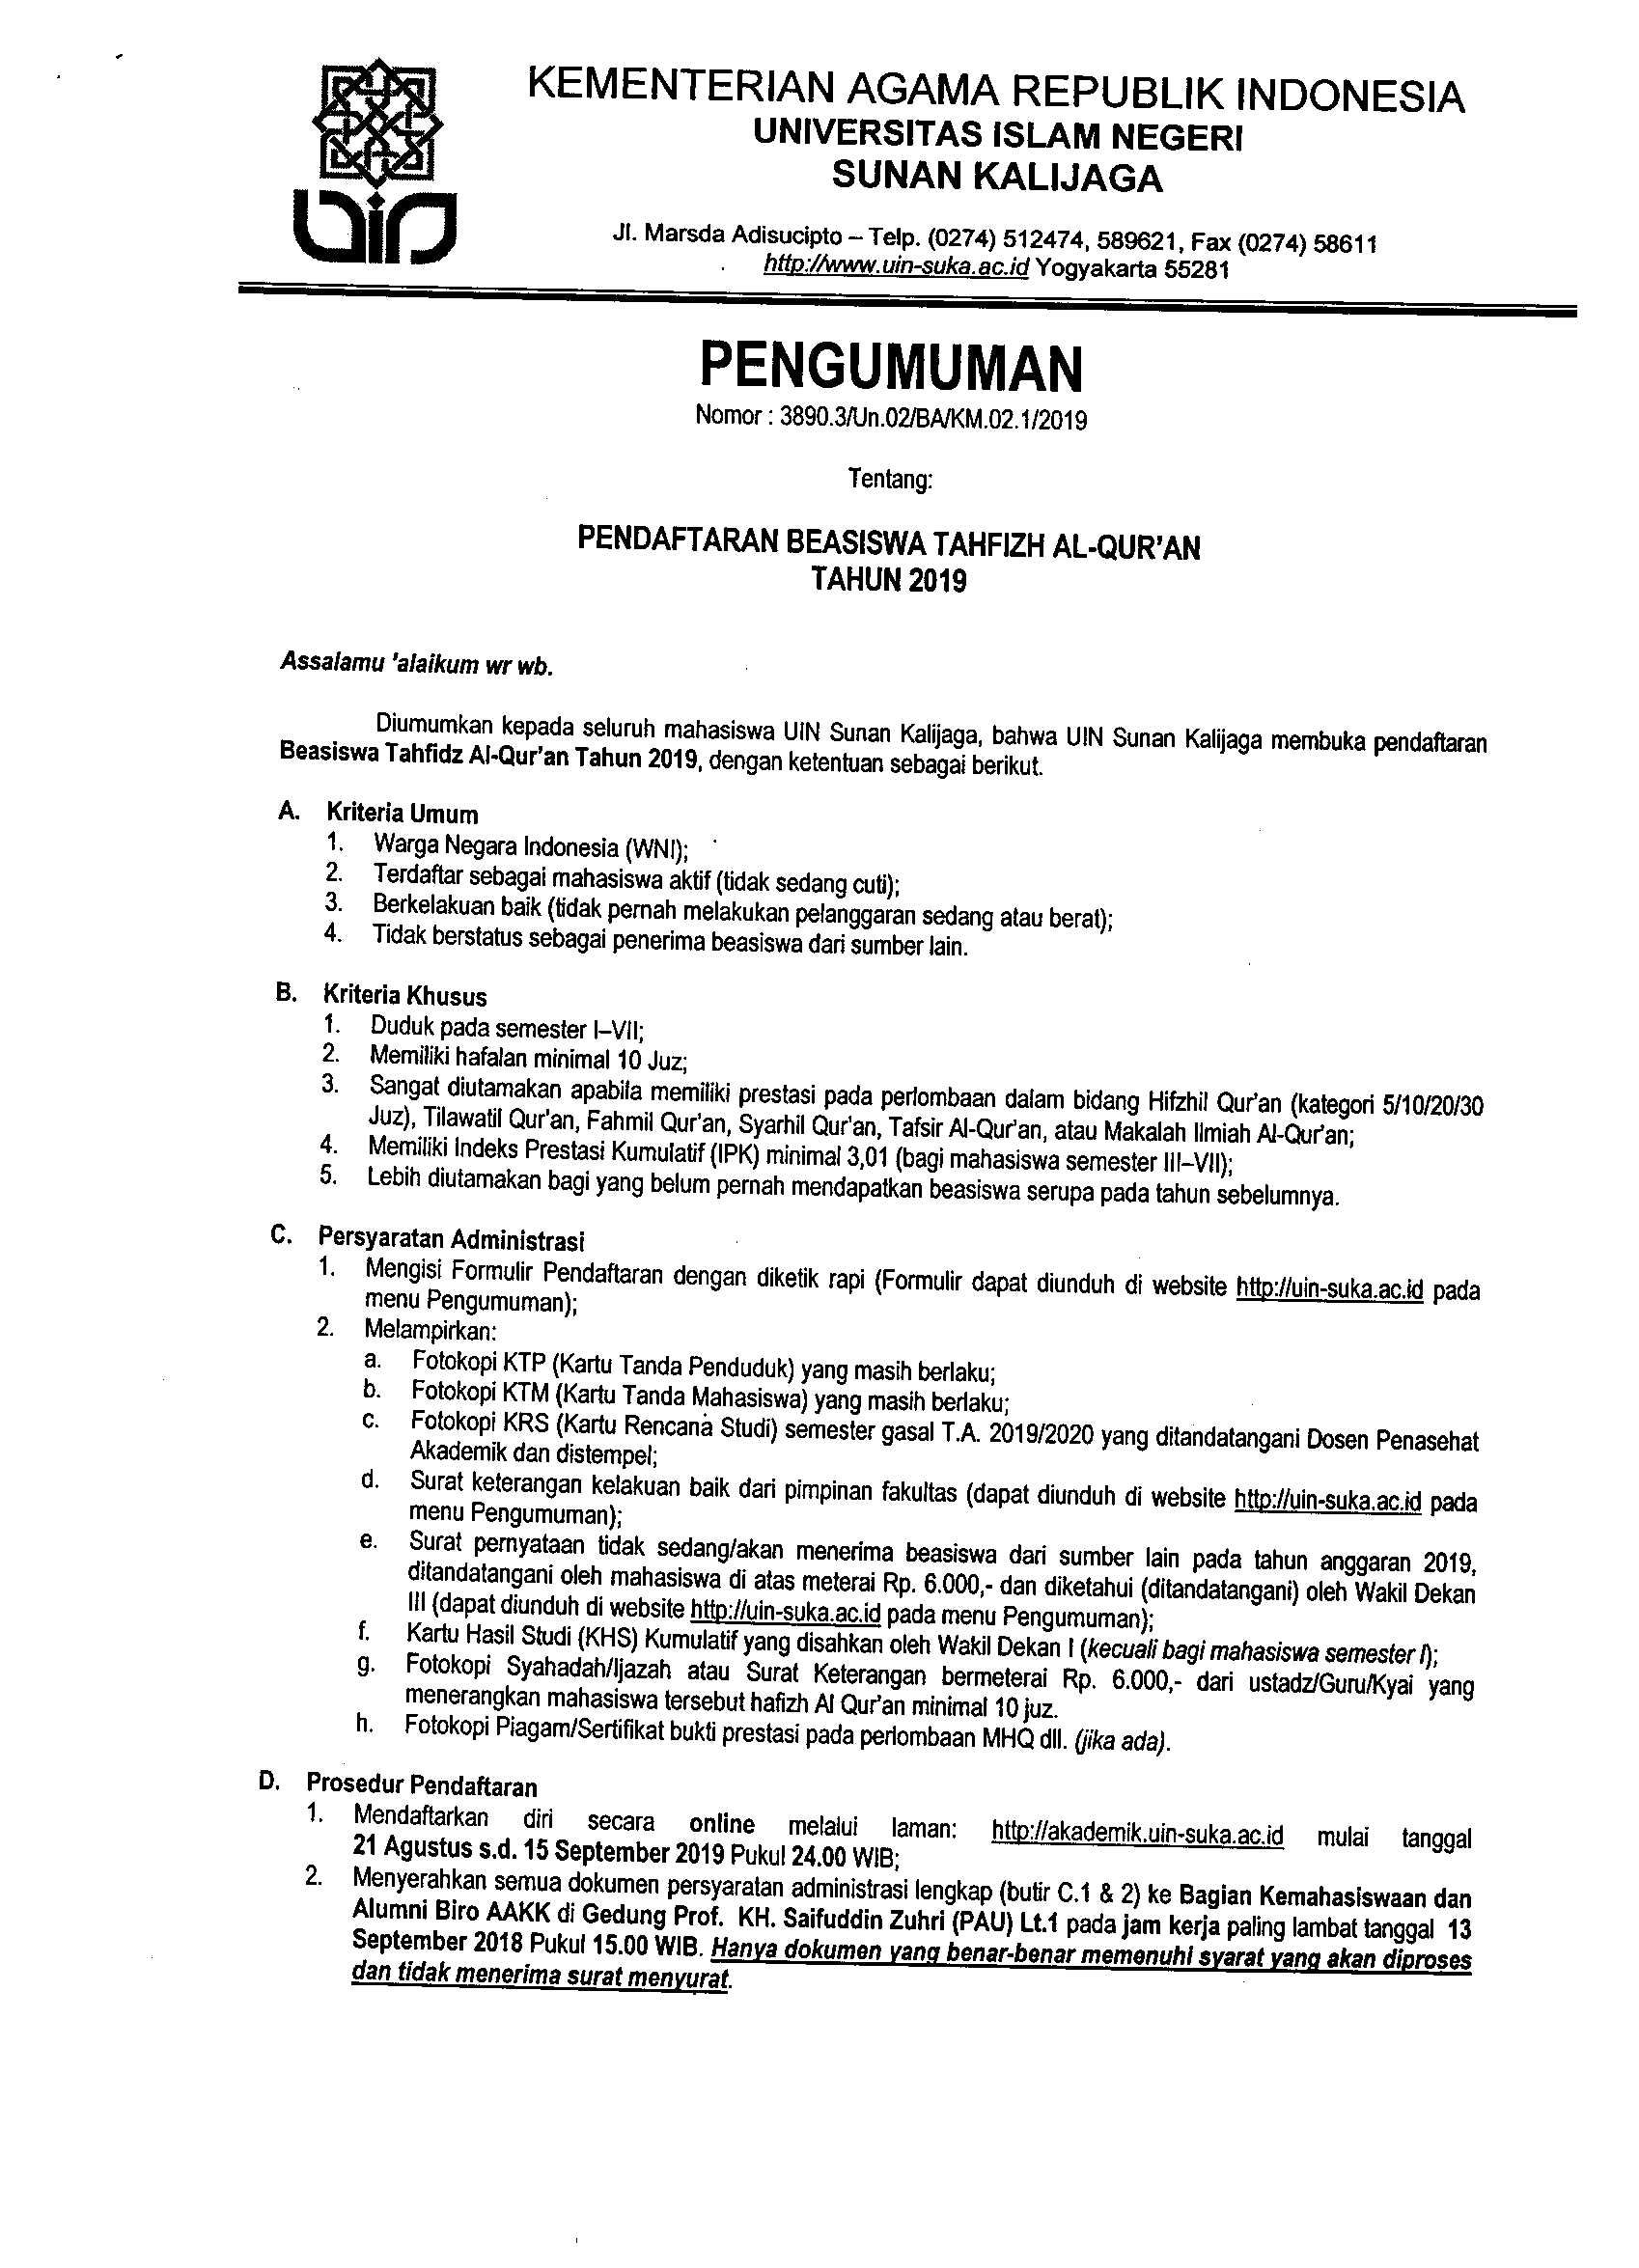 KEMENTERIAN AGAMA REPUBLIK INDONESIA
UNIVERSITAS ISLAM NEGERI
SUNAN KALIJAGA
uin
Jl. Marsda Adisucipto – Telp. (0274) 512474, 589621, Fax (0274) 58611
http://www.uin-suka.ac.id Yogyakarta 55281
PENGUMUMAN
Nomor : 3890.3/Un.02/BA/KM.02.1/2019
Tentang:
PENDAFTARAN BEASISWA TAHFIZH AL-QUR'AN
TAHUN 2019
Assalamu 'alaikum wr wb.
Diumumkan kepada seluruh mahasiswa UIN Sunan Kalijaga, bahwa UIN Sunan Kalijaga membuka pendaftaran
Beasiswa Tahfidz Al-Qur'an Tahun 2019, dengan ketentuan sebagai berikut.
A. Kriteria Umum
1. Warga Negara Indonesia (WNI);
2. Terdaftar sebagai mahasiswa aktif (tidak sedang cuti);
3. Berkelakuan baik (tidak pernah melakukan pelanggaran sedang atau berat);
4. Tidak berstatus sebagai penerima beasiswa dari sumber lain.
B. Kriteria Khusus
1. Duduk pada semester I–VII;
2. Memiliki hafalan minimal 10 Juz;
3. Sangat diutamakan apabila memiliki prestasi pada perlombaan dalam bidang Hifzhil Qur'an (kategori 5/10/20/30
Juz), Tilawatil Qur'an, Fahmil Qur'an, Syarhil Qur'an, Tafsir Al-Qur'an, atau Makalah Ilmiah Al-Qur'an;
4. Memiliki Indeks Prestasi Kumulatif (IPK) minimal 3,01 (bagi mahasiswa semester III–VII);
5. Lebih diutamakan bagi yang belum pernah mendapatkan beasiswa serupa pada tahun sebelumnya.
C. Persyaratan Administrasi
1. Mengisi Formulir Pendaftaran dengan diketik rapi (Formulir dapat diunduh di website http://uin-suka.ac.id pada
menu Pengumuman);
2. Melampirkan:
a. Fotokopi KTP (Kartu Tanda Penduduk) yang masih berlaku;
b. Fotokopi KTM (Kartu Tanda Mahasiswa) yang masih berlaku;
c. Fotokopi KRS (Kartu Rencana Studi) semester gasal T.A. 2019/2020 yang ditandatangani Dosen Penasehat
Akademik dan distempel;
d. Surat keterangan kelakuan baik dari pimpinan fakultas (dapat diunduh di website http://uin-suka.ac.id pada
menu Pengumuman);
e. Surat pernyataan tidak sedang/akan menerima beasiswa dari sumber lain pada tahun anggaran 2019,
ditandatangani oleh mahasiswa di atas meterai Rp. 6.000,- dan diketahui (ditandatangani) oleh Wakil Dekan
III (dapat diunduh di website http://uin-suka.ac.id pada menu Pengumuman);
f. Kartu Hasil Studi (KHS) Kumulatif yang disahkan oleh Wakil Dekan I (kecuali bagi mahasiswa semester I);
g. Fotokopi Syahadah/Ijazah atau Surat Keterangan bermeterai Rp. 6.000,- dari ustadz/Guru/Kyai yang
menerangkan mahasiswa tersebut hafizh Al Qur'an minimal 10 juz.
h. Fotokopi Piagam/Sertifikat bukti prestasi pada perlombaan MHQ dll. (jika ada).
D. Prosedur Pendaftaran
1. Mendaftarkan diri secara online melalui laman: http://akademik.uin-suka.ac.id mulai tanggal
21 Agustus s.d. 15 September 2019 Pukul 24.00 WIB;
2. Menyerahkan semua dokumen persyaratan administrasi lengkap (butir C.1 & 2) ke Bagian Kemahasiswaan dan
Alumni Biro AAKK di Gedung Prof. KH. Saifuddin Zuhri (PAU) Lt.1 pada jam kerja paling lambat tanggal 13
September 2018 Pukul 15.00 WIB. Hanya dokumen yang benar-benar memenuhi syarat yang akan diproses
dan tidak menerima surat menyurat.